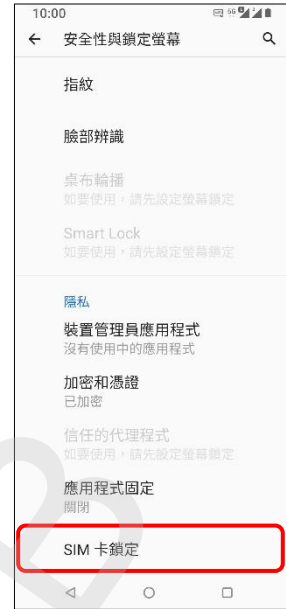 10:00
5G
安全性與鎖定螢幕
指紋
臉部辨識
桌布輪播
如要使用，請先設定螢幕鎖定
Smart Lock
如要使用，請先設定螢幕鎖定
隱私
裝置管理員應用程式
沒有使用中的應用程式
加密和憑證
已加密
信任的代理程式
如要使用，請先設定螢幕鎖定
應用程式固定
關閉
SIM 卡鎖定